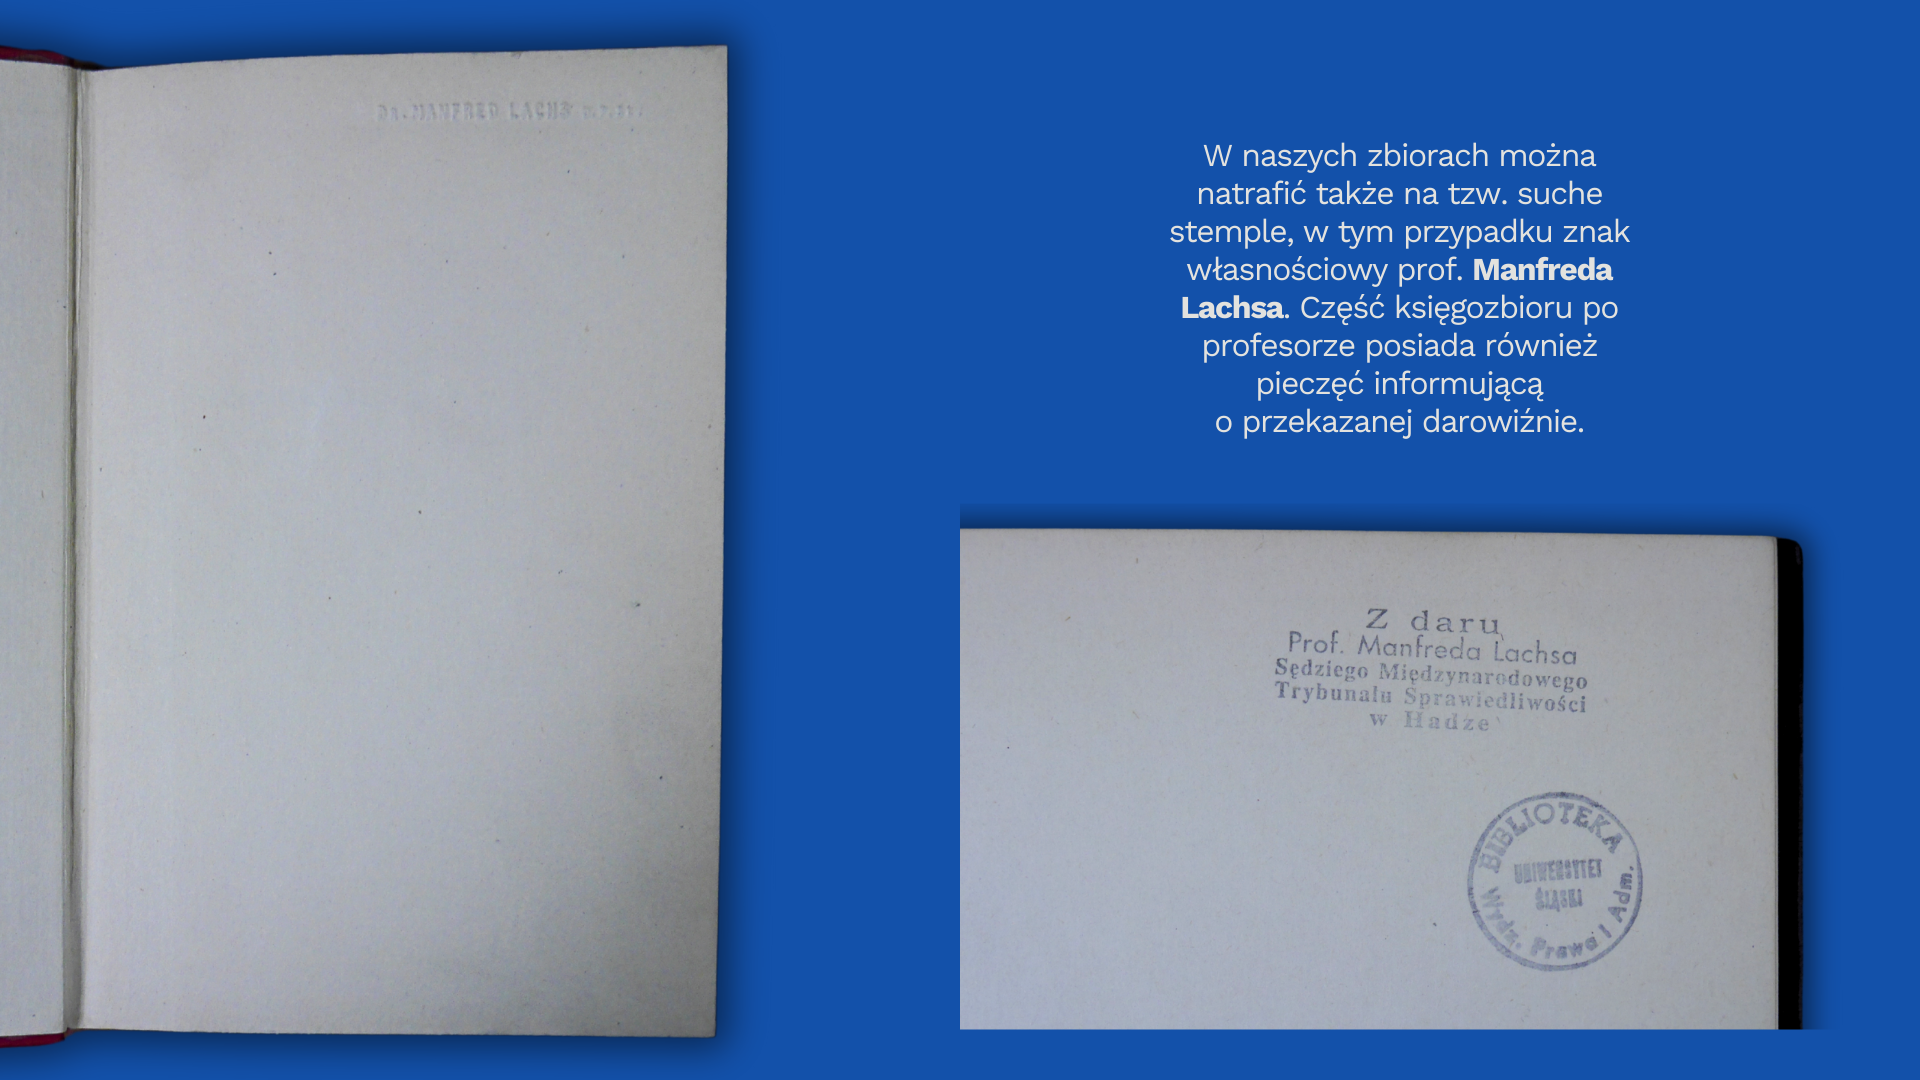 Dr. MANFRED LACHS
W naszych zbiorach można
natrafić także na tzw. suche
stemple, w tym przypadku znak
własnościowy prof. Manfreda
Lachsa. Część księgozbioru po
profesorze posiada również
pieczęć informującą
o przekazanej darowiźnie.
Z daru
Prof. Manfreda Lachsa
Sędziego Międzynarodowego
Trybunału Sprawiedliwości
w Hadze
BIBLIOTEKA
UNIWERSYTET
ŚLĄSKI
Wydz. Prawa i Adm.